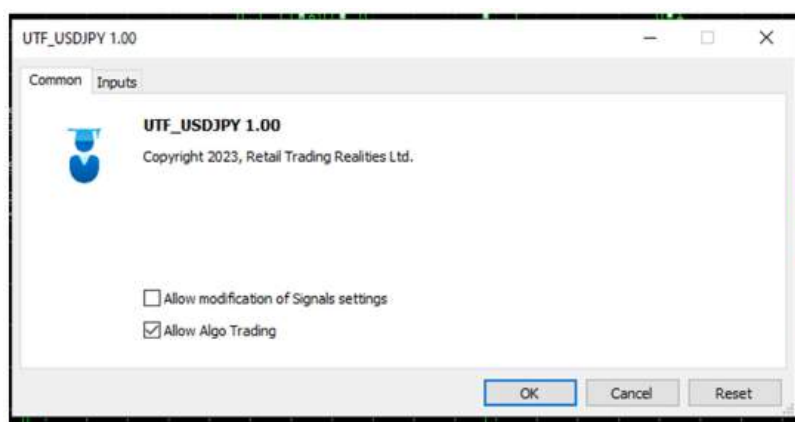 UTF_USDJPY 1.00
Common
Inputs
UTF_USDJPY 1.00
Copyright 2023, Retail Trading Realities Ltd.
Allow modification of Signals settings
Allow Algo Trading
OK
Cancel
Reset